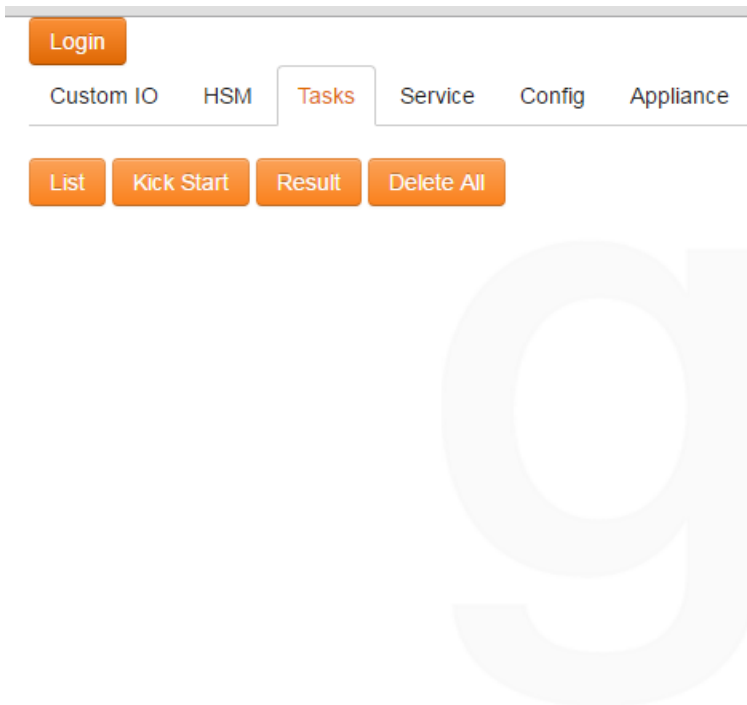 Login
Custom IO HSM Tasks Service Config Appliance
List Kick Start Result Delete All
g